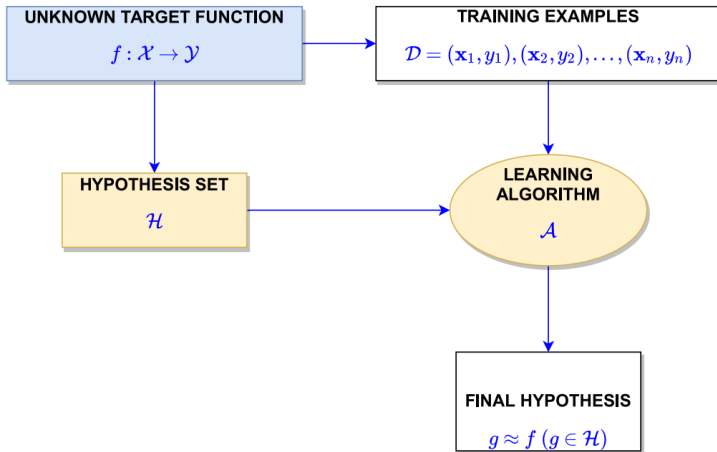 UNKNOWN TARGET FUNCTION
f : 𝒳 → 𝒴
TRAINING EXAMPLES
𝒟 = (𝐱₁, y₁), (𝐱₂, y₂), …, (𝐱ₙ, yₙ)
HYPOTHESIS SET
ℋ
LEARNING
ALGORITHM
𝒜
FINAL HYPOTHESIS
g ≈ f (g ∈ ℋ)